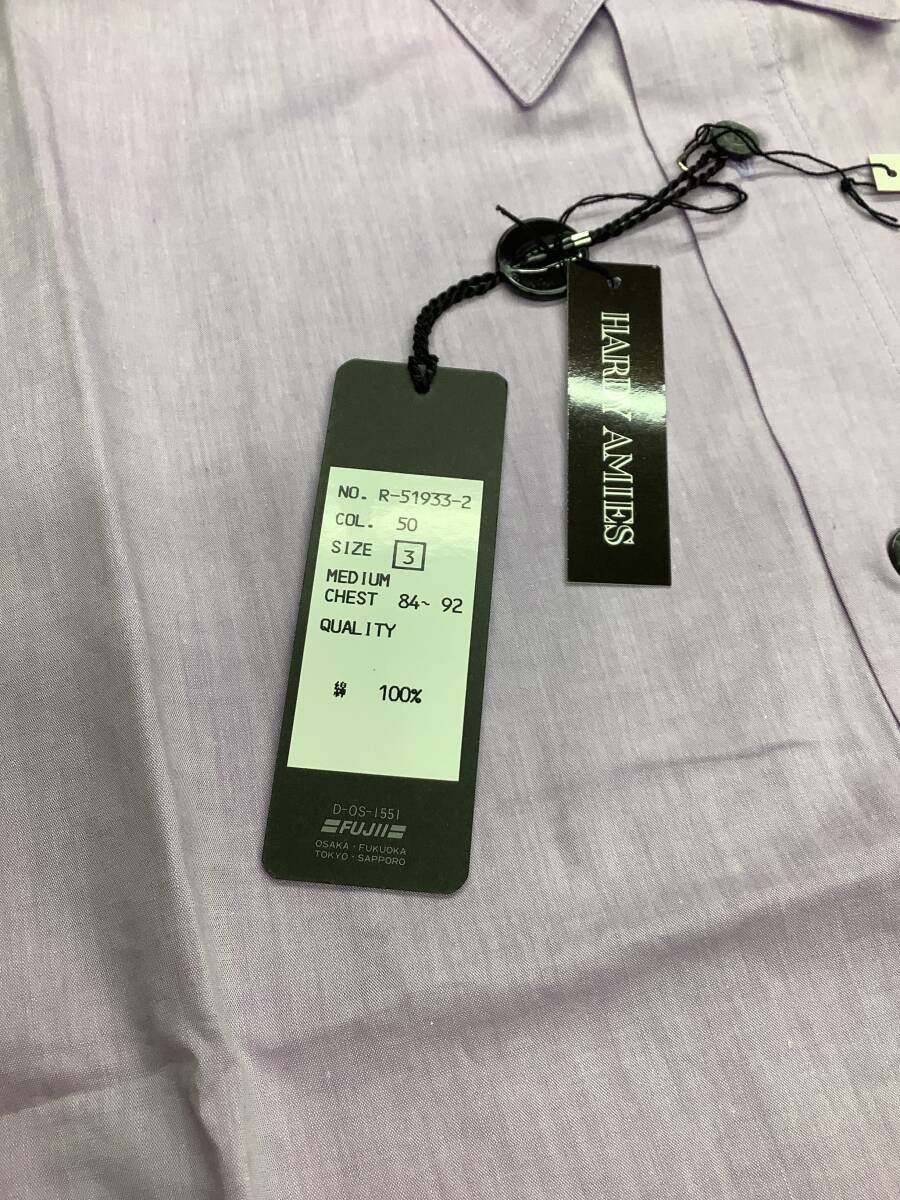 HARDY AMIES
NO. R-51933-2
COL. 50
SIZE 3
MEDIUM
CHEST 84~ 92
QUALITY
綿 100%
D-OS-1551
FUJII
OSAKA · FUKUOKA
TOKYO · SAPPORO